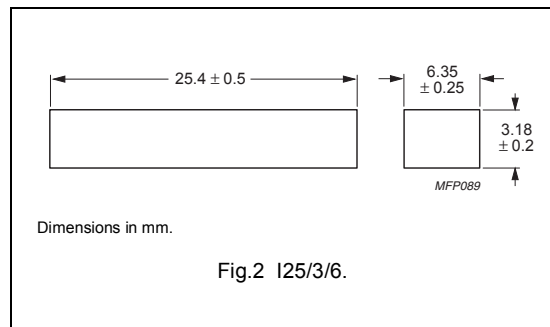 25.4 ± 0.5
6.35
± 0.25
3.18
± 0.2
MFP089
Dimensions in mm.
Fig.2 I25/3/6.